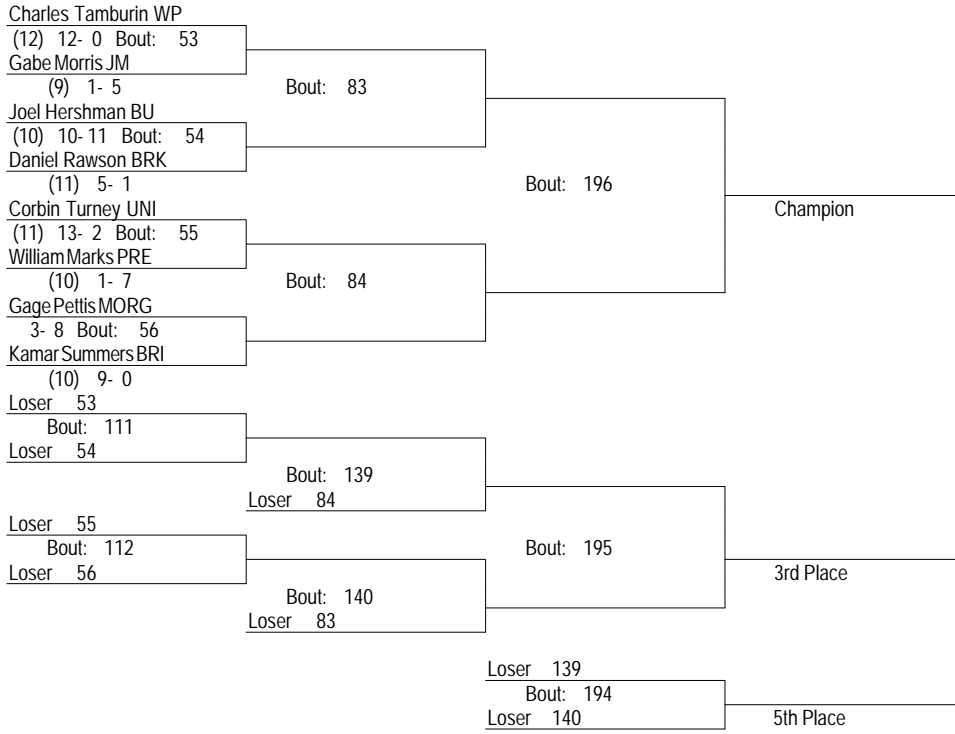 Charles Tamburin WP
(12) 12- 0 Bout: 53
Gabe Morris JM
(9) 1- 5
Bout: 83
Joel Hershman BU
(10) 10- 11 Bout: 54
Daniel Rawson BRK
(11) 5- 1
Bout: 196
Corbin Turney UNI
Champion
(11) 13- 2 Bout: 55
William Marks PRE
(10) 1- 7
Bout: 84
Gage Pettis MORG
3- 8 Bout: 56
Kamar Summers BRI
(10) 9- 0
Loser 53
Bout: 111
Loser 54
Bout: 139
Loser 84
Loser 55
Bout: 112
Bout: 195
Loser 56
3rd Place
Bout: 140
Loser 83
Loser 139
Bout: 194
Loser 140
5th Place